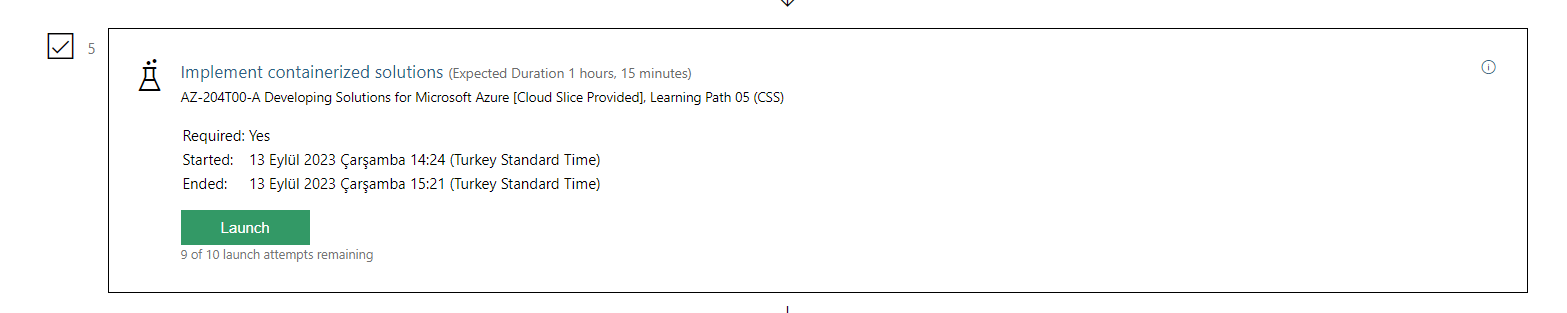 5
Implement containerized solutions (Expected Duration 1 hours, 15 minutes)
AZ-204T00-A Developing Solutions for Microsoft Azure [Cloud Slice Provided], Learning Path 05 (CSS)
Required: Yes
Started: 13 Eylül 2023 Çarşamba 14:24 (Turkey Standard Time)
Ended: 13 Eylül 2023 Çarşamba 15:21 (Turkey Standard Time)
Launch
9 of 10 launch attempts remaining